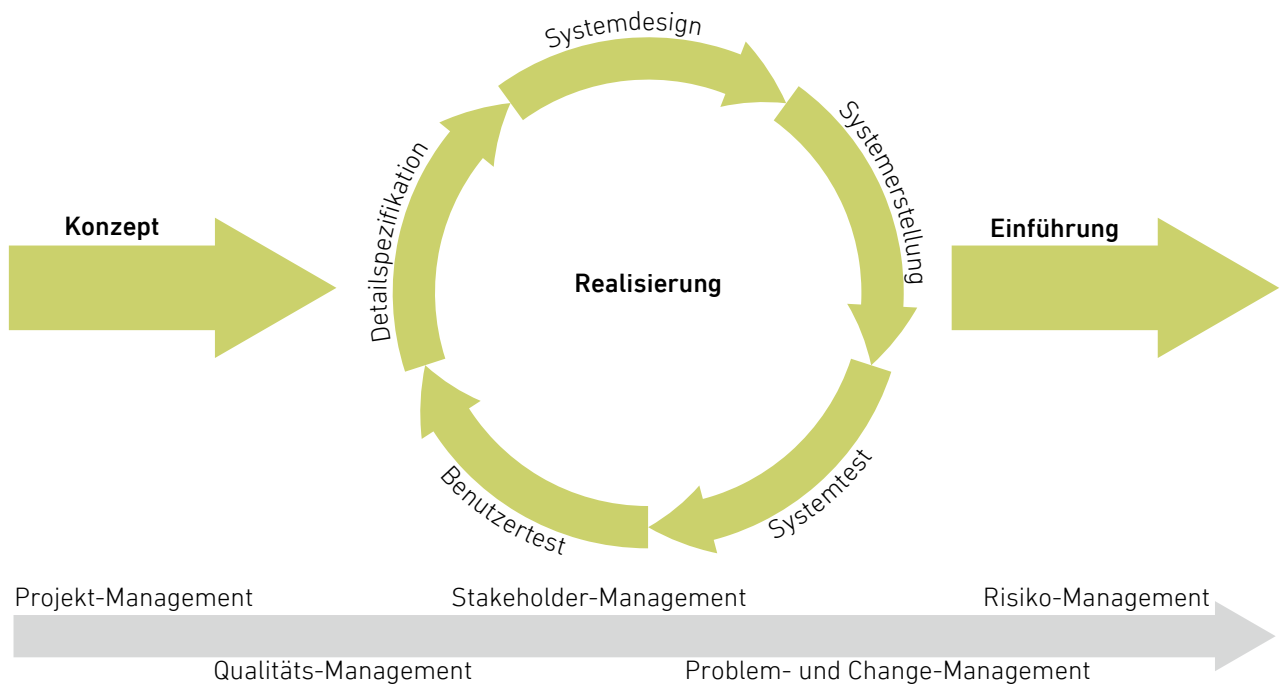 Systemdesign
Systemerstellung
Detailspezifikation
Konzept
Einführung
Realisierung
Systemtest
Benutzertest
Projekt-Management
Stakeholder-Management
Risiko-Management
Qualitäts-Management
Problem- und Change-Management